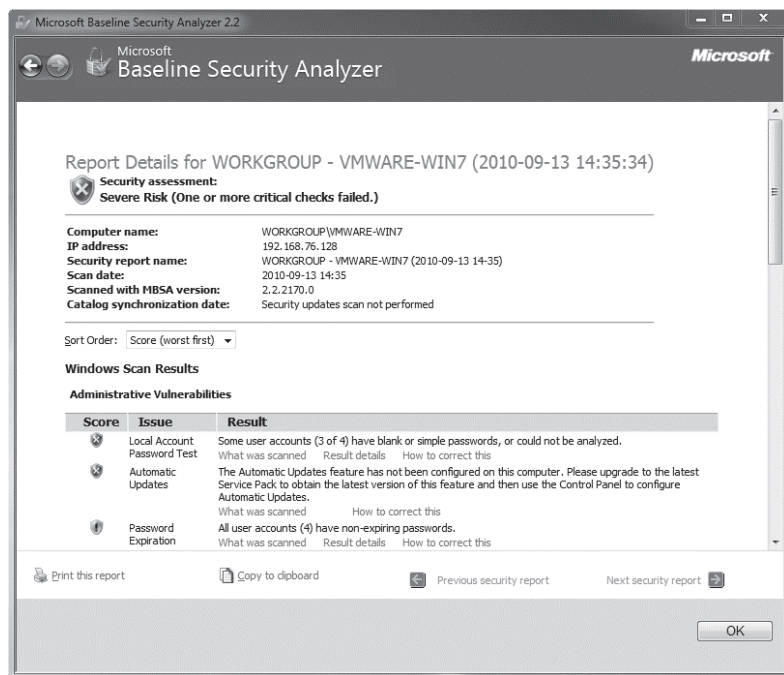 Microsoft Baseline Security Analyzer 2.2
Microsoft
Baseline Security Analyzer
Microsoft
Report Details for WORKGROUP - VMWARE-WIN7 (2010-09-13 14:35:34)
Security assessment:
Severe Risk (One or more critical checks failed.)
Computer name: WORKGROUP\VMWARE-WIN7
IP address: 192.168.76.128
Security report name: WORKGROUP - VMWARE-WIN7 (2010-09-13 14-35)
Scan date: 2010-09-13 14:35
Scanned with MBSA version: 2.2.2170.0
Catalog synchronization date: Security updates scan not performed
Sort Order: Score (worst first)
Windows Scan Results
Administrative Vulnerabilities
Score Issue Result
Local Account Password Test
Some user accounts (3 of 4) have blank or simple passwords, or could not be analyzed.
What was scanned Result details How to correct this
Automatic Updates
The Automatic Updates feature has not been configured on this computer. Please upgrade to the latest
Service Pack to obtain the latest version of this feature and then use the Control Panel to configure
Automatic Updates.
What was scanned How to correct this
Password Expiration
All user accounts (4) have non-expiring passwords.
What was scanned Result details How to correct this
Print this report Copy to clipboard Previous security report Next security report
OK